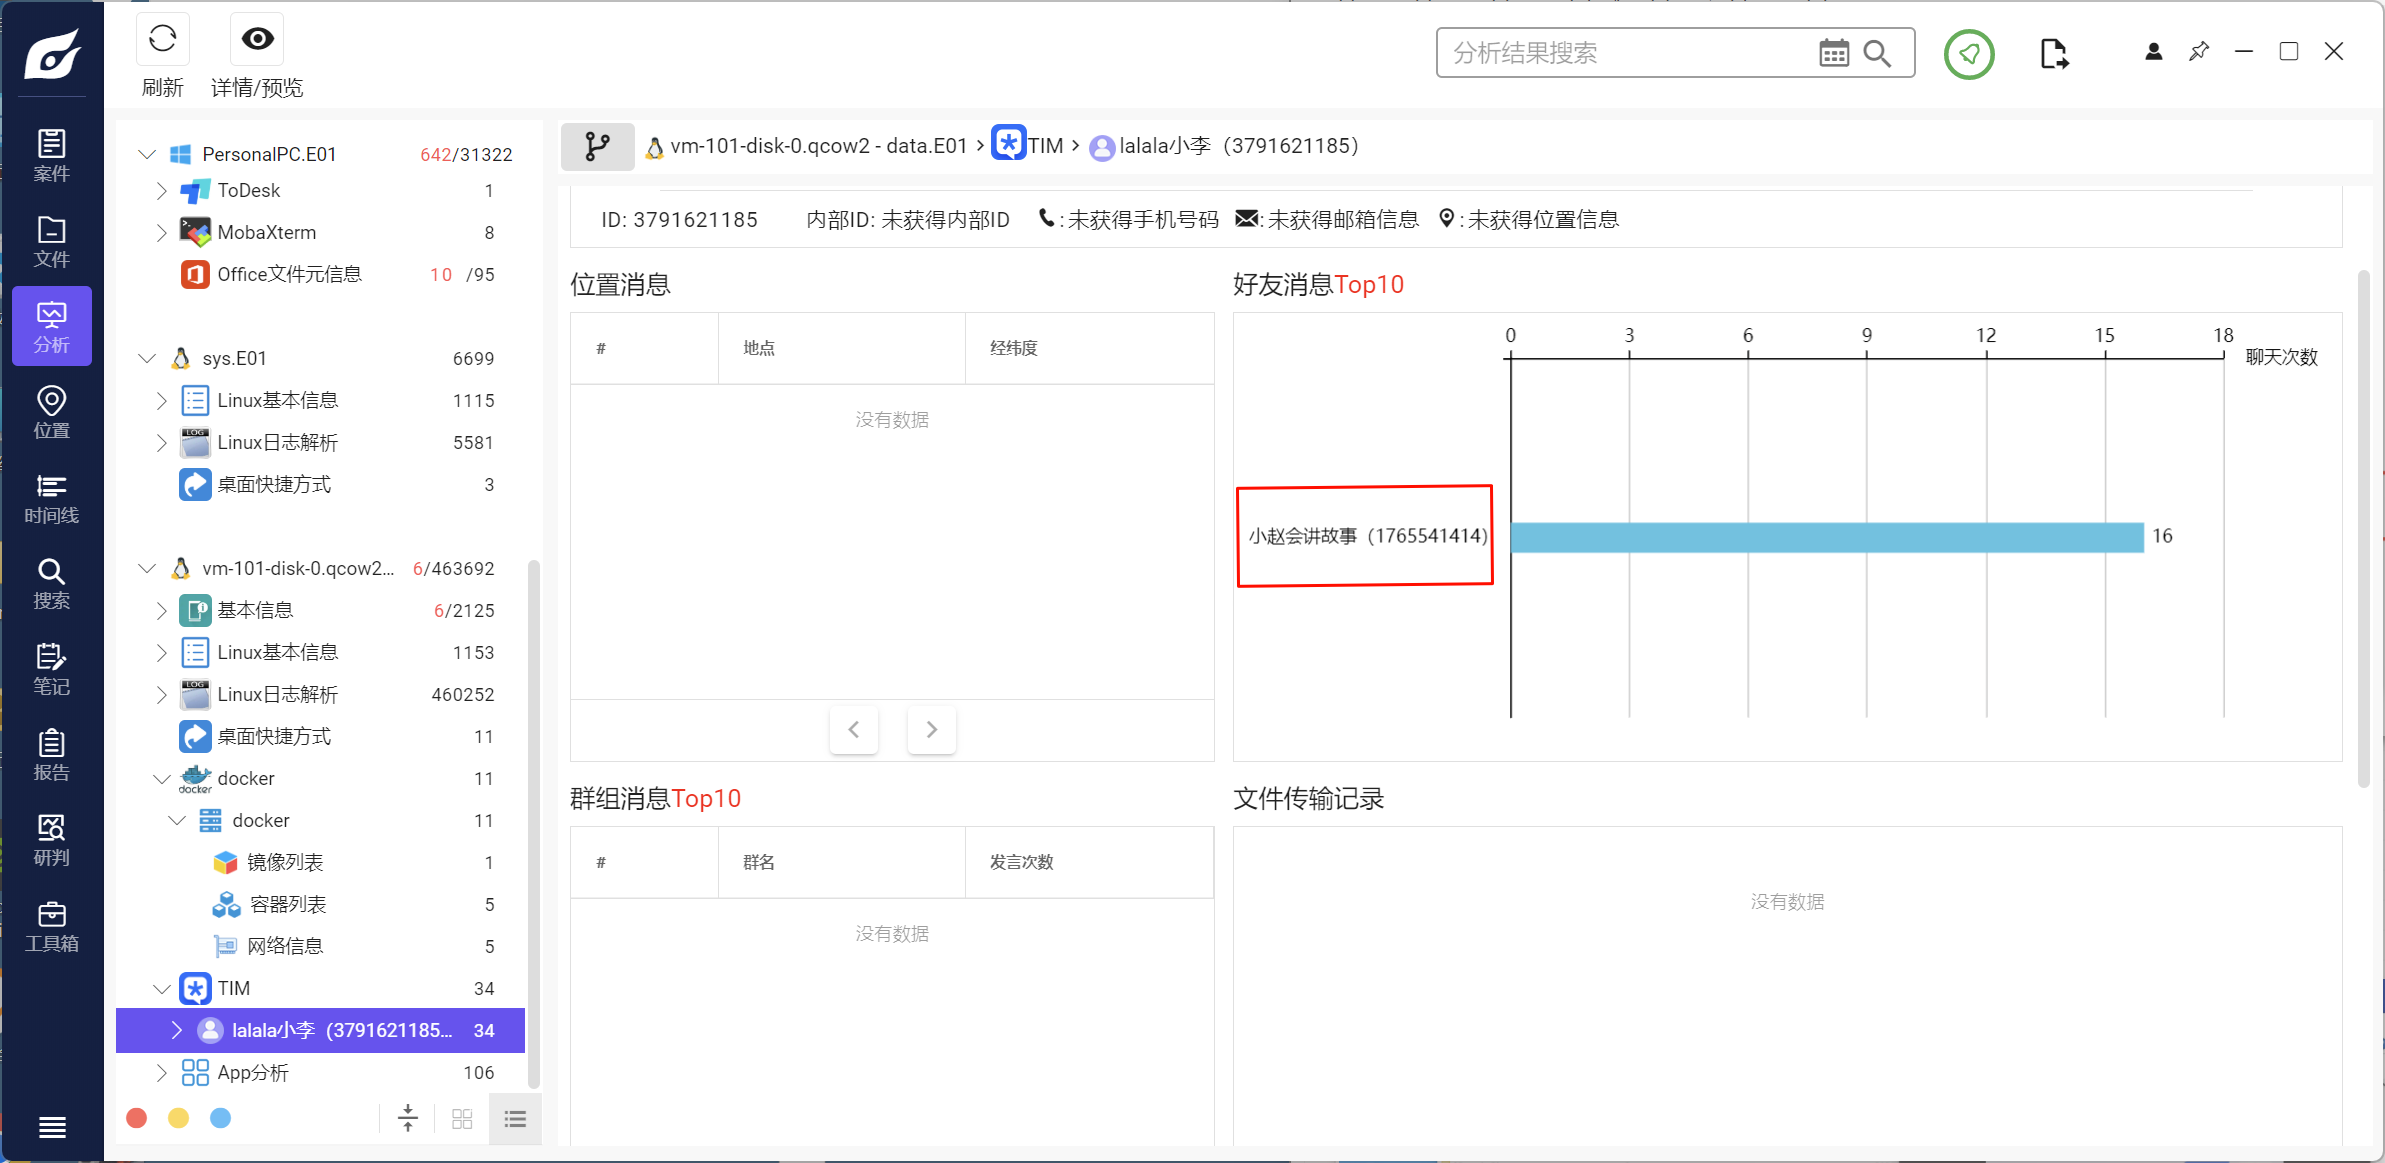 刷新
详情/预览
分析结果搜索
案件
文件
分析
位置
时间线
搜索
笔记
报告
研判
工具箱
PersonalPC.E01 642/31322
ToDesk 1
MobaXterm 8
Office文件元信息 10 /95
sys.E01 6699
Linux基本信息 1115
LOG Linux日志解析 5581
桌面快捷方式 3
vm-101-disk-0.qcow2... 6/463692
基本信息 6/2125
Linux基本信息 1153
LOG Linux日志解析 460252
桌面快捷方式 11
docker docker 11
docker 11
镜像列表 1
容器列表 5
网络信息 5
TIM 34
lalala小李（3791621185... 34
App分析 106
vm-101-disk-0.qcow2 - data.E01 > TIM > lalala小李（3791621185）
ID: 3791621185 内部ID: 未获得内部ID : 未获得手机号码 : 未获得邮箱信息 : 未获得位置信息
位置消息
# 地点 经纬度
没有数据
好友消息Top10
0 3 6 9 12 15 18
聊天次数
小赵会讲故事（1765541414） 16
群组消息Top10
# 群名 发言次数
没有数据
文件传输记录
没有数据